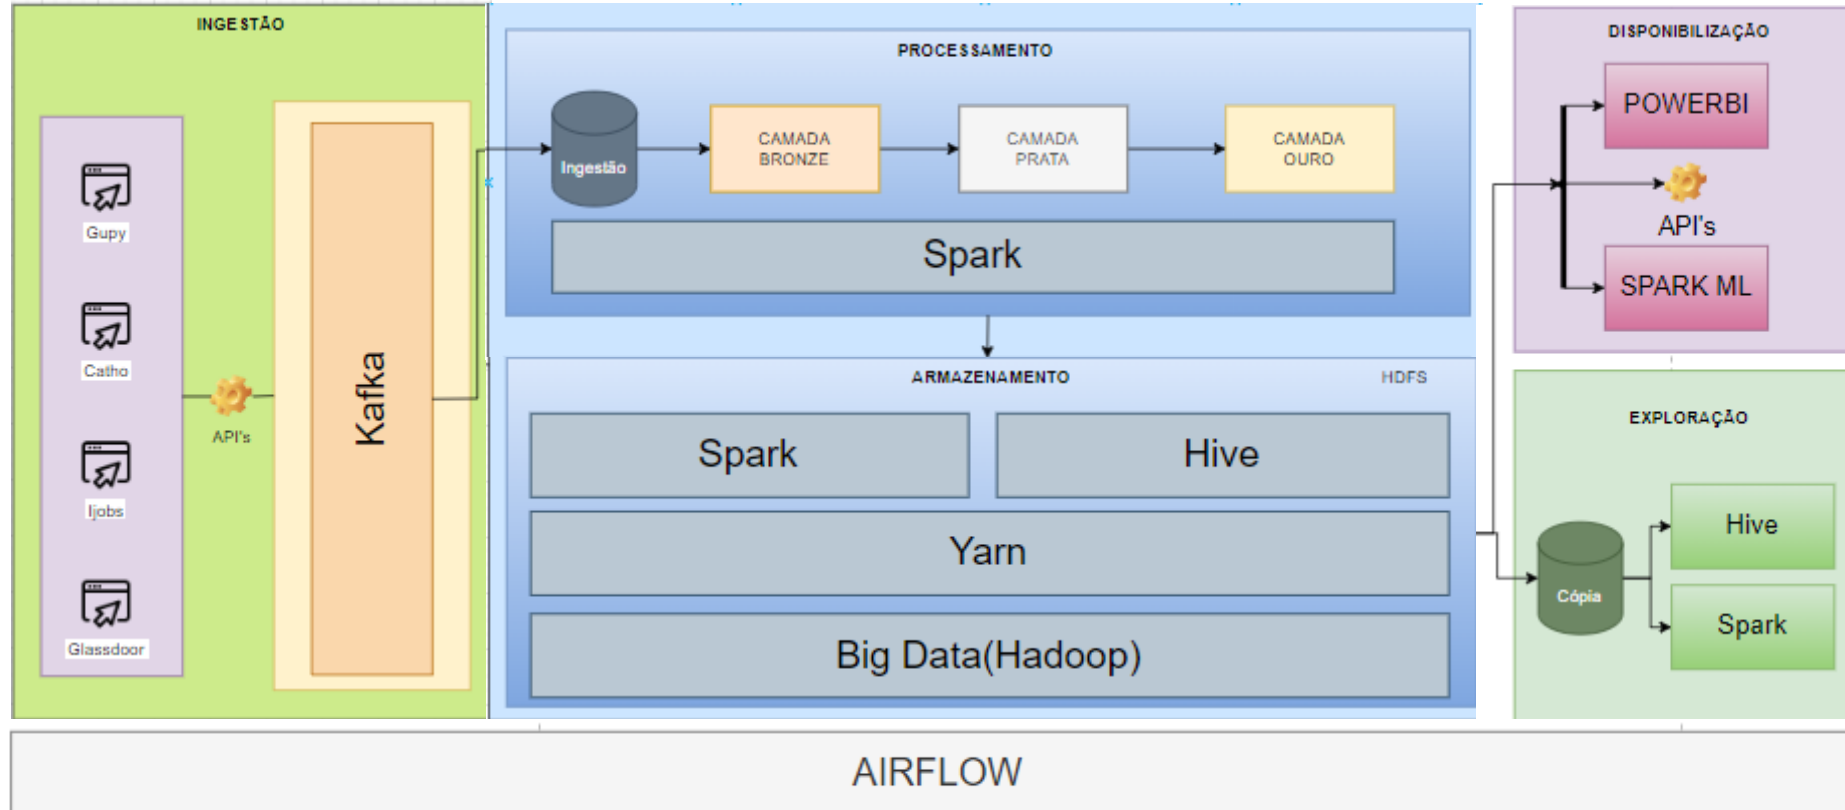 INGESTÃO
Gupy
Catho
Ijobs
Glassdoor
API's
Kafka
PROCESSAMENTO
Ingestão
CAMADA
BRONZE
CAMADA
PRATA
CAMADA
OURO
Spark
ARMAZENAMENTO
HDFS
Spark
Hive
Yarn
Big Data(Hadoop)
DISPONIBILIZAÇÃO
POWERBI
API's
SPARK ML
EXPLORAÇÃO
Cópia
Hive
Spark
AIRFLOW